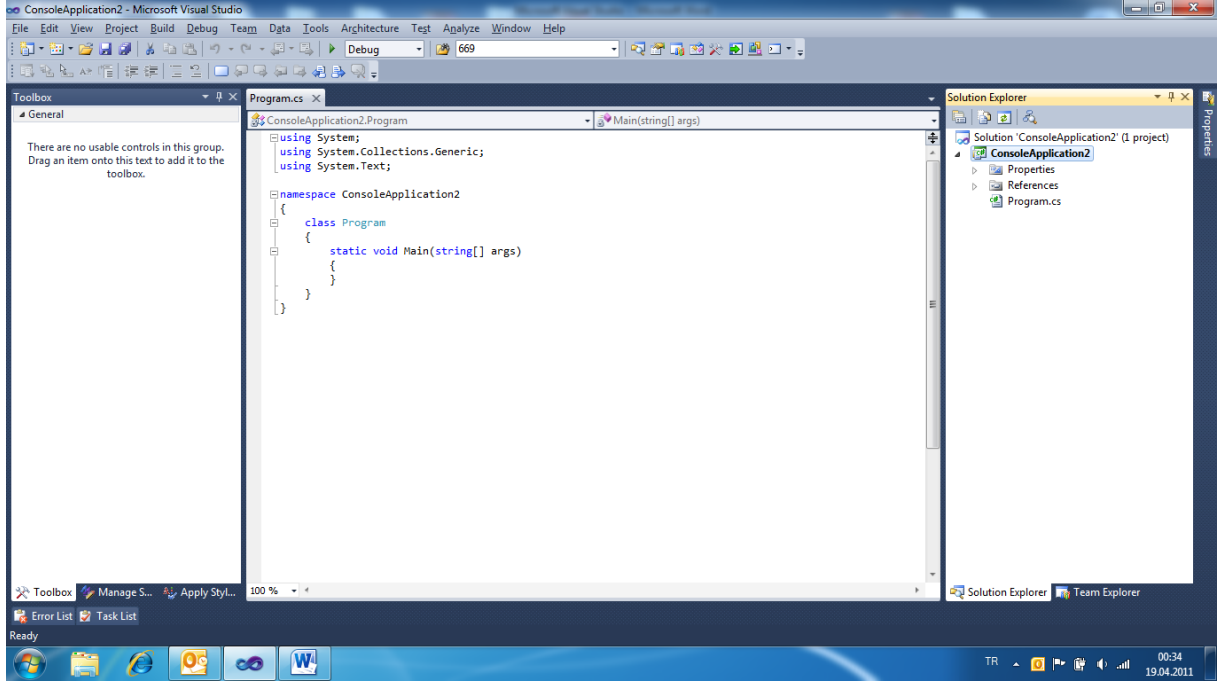 ConsoleApplication2 - Microsoft Visual Studio
File Edit View Project Build Debug Team Data Tools Architecture Test Analyze Window Help
Debug 669
Toolbox
General
There are no usable controls in this group.
Drag an item onto this text to add it to the
toolbox.
Program.cs
ConsoleApplication2.Program Main(string[] args)
using System;
using System.Collections.Generic;
using System.Text;
namespace ConsoleApplication2
{
class Program
{
static void Main(string[] args)
{
}
}
}
100 %
Solution Explorer
Solution 'ConsoleApplication2' (1 project)
ConsoleApplication2
Properties
References
Program.cs
Properties
Toolbox Manage S... Apply Styl...
Solution Explorer Team Explorer
Error List Task List
Ready
TR 00:34
19.04.2011